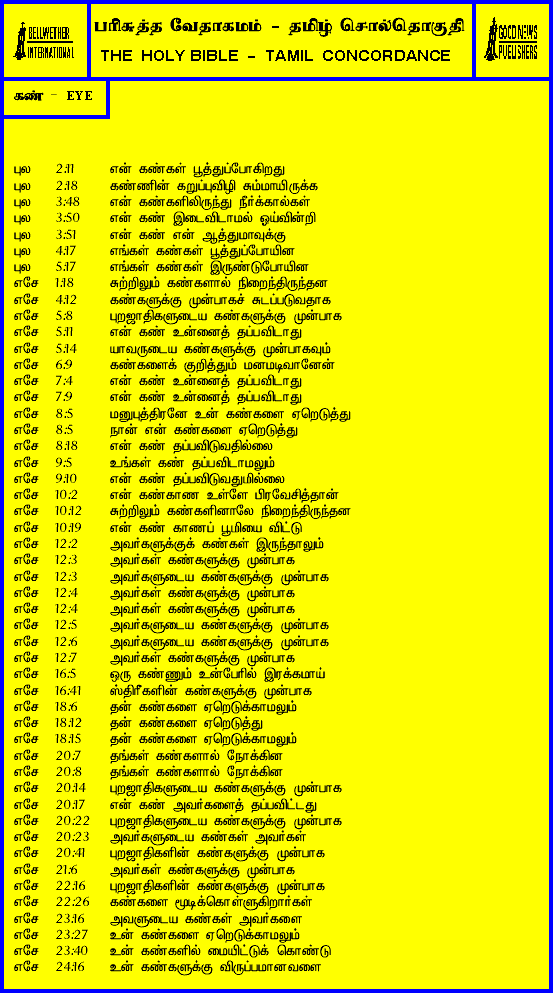 BELLWETHER INTERNATIONAL
பரிசுத்த வேதாகமம் - தமிழ் சொல்தொகுதி
THE HOLY BIBLE - TAMIL CONCORDANCE
GOOD NEWS PUBLISHERS
கண் - EYE
புல 2:11 என் கண்கள் பூத்துப்போகிறது
புல 2:18 கண்ணின் கறுப்புவிழி சும்மாயிருக்க
புல 3:48 என் கண்களிலிருந்து நீர்க்கால்கள்
புல 3:50 என் கண் இடைவிடாமல் ஓய்வின்றி
புல 3:51 என் கண் என் ஆத்துமாவுக்கு
புல 4:17 எங்கள் கண்கள் பூத்துப்போயின
புல 5:17 எங்கள் கண்கள் இருண்டுபோயின
எசே 1:18 சுற்றிலும் கண்களால் நிறைந்திருந்தன
எசே 4:12 கண்களுக்கு முன்பாகச் சுடப்படுவதாக
எசே 5:8 புறஜாதிகளுடைய கண்களுக்கு முன்பாக
எசே 5:11 என் கண் உன்னைத் தப்பவிடாது
எசே 5:14 யாவருடைய கண்களுக்கு முன்பாகவும்
எசே 6:9 கண்களைக் குறித்தும் மனமடிவானேன்
எசே 7:4 என் கண் உன்னைத் தப்பவிடாது
எசே 7:9 என் கண் உன்னைத் தப்பவிடாது
எசே 8:5 மனுபுத்திரனே உன் கண்களை ஏறெடுத்து
எசே 8:5 நான் என் கண்களை ஏறெடுத்து
எசே 8:18 என் கண் தப்பவிடுவதில்லை
எசே 9:5 உங்கள் கண் தப்பவிடாமலும்
எசே 9:10 என் கண் தப்பவிடுவதுமில்லை
எசே 10:2 என் கண்காண உள்ளே பிரவேசித்தான்
எசே 10:12 சுற்றிலும் கண்களினாலே நிறைந்திருந்தன
எசே 10:19 என் கண் காணப் பூமியை விட்டு
எசே 12:2 அவர்களுக்குக் கண்கள் இருந்தாலும்
எசே 12:3 அவர்கள் கண்களுக்கு முன்பாக
எசே 12:3 அவர்களுடைய கண்களுக்கு முன்பாக
எசே 12:4 அவர்கள் கண்களுக்கு முன்பாக
எசே 12:4 அவர்கள் கண்களுக்கு முன்பாக
எசே 12:5 அவர்களுடைய கண்களுக்கு முன்பாக
எசே 12:6 அவர்களுடைய கண்களுக்கு முன்பாக
எசே 12:7 அவர்கள் கண்களுக்கு முன்பாக
எசே 16:5 ஒரு கண்ணும் உன்பேரில் இரக்கமாய்
எசே 16:41 ஸ்திரீகளின் கண்களுக்கு முன்பாக
எசே 18:6 தன் கண்களை ஏறெடுக்காமலும்
எசே 18:12 தன் கண்களை ஏறெடுத்து
எசே 18:15 தன் கண்களை ஏறெடுக்காமலும்
எசே 20:7 தங்கள் கண்களால் நோக்கின
எசே 20:8 தங்கள் கண்களால் நோக்கின
எசே 20:14 புறஜாதிகளுடைய கண்களுக்கு முன்பாக
எசே 20:17 என் கண் அவர்களைத் தப்பவிட்டது
எசே 20:22 புறஜாதிகளுடைய கண்களுக்கு முன்பாக
எசே 20:23 அவர்களுடைய கண்கள் அவர்கள்
எசே 20:41 புறஜாதிகளின் கண்களுக்கு முன்பாக
எசே 21:6 அவர்கள் கண்களுக்கு முன்பாக
எசே 22:16 புறஜாதிகளின் கண்களுக்கு முன்பாக
எசே 22:26 கண்களை மூடிக்கொள்ளுகிறார்கள்
எசே 23:16 அவளுடைய கண்கள் அவர்களை
எசே 23:27 உன் கண்களை ஏறெடுக்காமலும்
எசே 23:40 உன் கண்களில் மையிட்டுக் கொண்டு
எசே 24:16 உன் கண்களுக்கு விருப்பமானவளை